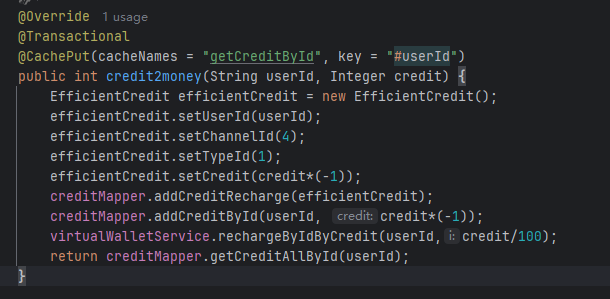 @Override 1 usage
@Transactional
@CachePut(cacheNames = "getCreditById", key = "#userId")
public int credit2money(String userId, Integer credit) {
EfficientCredit efficientCredit = new EfficientCredit();
efficientCredit.setUserId(userId);
efficientCredit.setChannelId(4);
efficientCredit.setTypeId(1);
efficientCredit.setCredit(credit*(-1));
creditMapper.addCreditRecharge(efficientCredit);
creditMapper.addCreditById(userId, credit: credit*(-1));
virtualWalletService.rechargeByIdByCredit(userId, i: credit/100);
return creditMapper.getCreditAllById(userId);
}